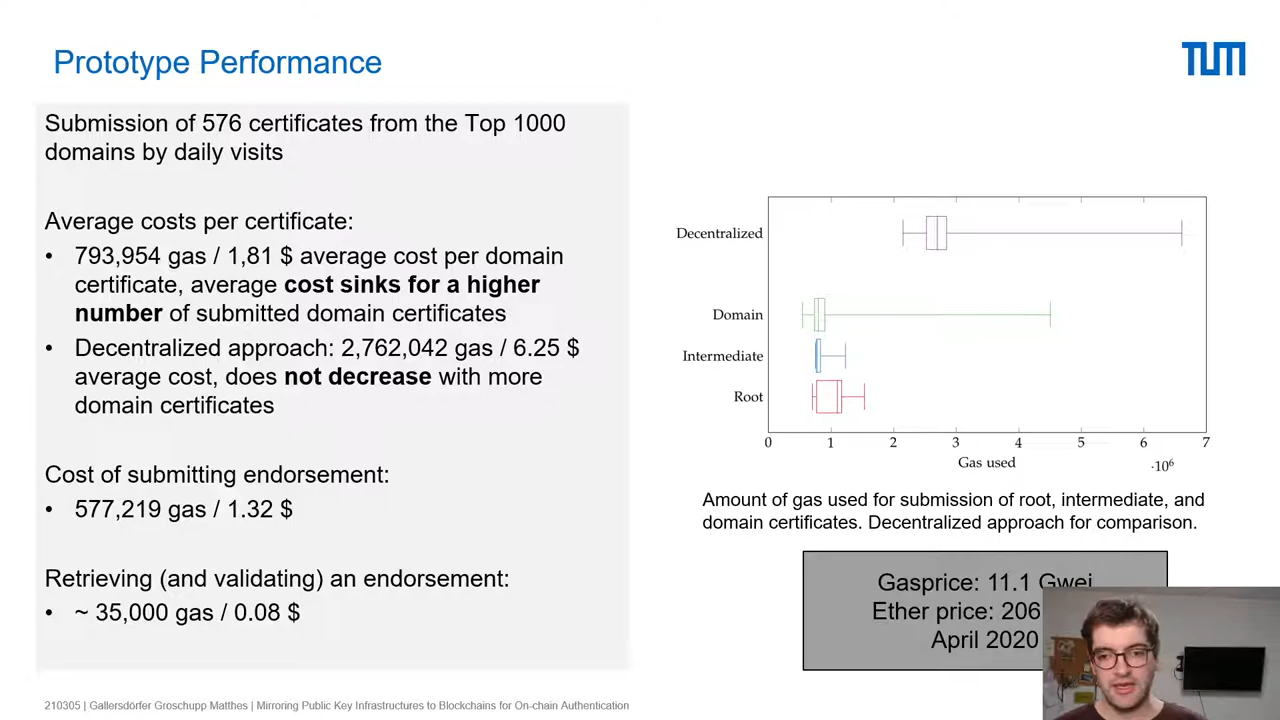 Prototype Performance
TUM
Submission of 576 certificates from the Top 1000
domains by daily visits
Average costs per certificate:
• 793,954 gas / 1,81 $ average cost per domain
certificate, average cost sinks for a higher
number of submitted domain certificates
• Decentralized approach: 2,762,042 gas / 6.25 $
average cost, does not decrease with more
domain certificates
Cost of submitting endorsement:
• 577,219 gas / 1.32 $
Retrieving (and validating) an endorsement:
• ~ 35,000 gas / 0.08 $
Decentralized
Domain
Intermediate
Root
0 1 2 3 4 5 6 7
Gas used
·10⁶
Amount of gas used for submission of root, intermediate, and
domain certificates. Decentralized approach for comparison.
Gasprice: 11.1 Gwei
Ether price: 206
April 2020
210305 | Gallersdörfer Groschupp Matthes | Mirroring Public Key Infrastructures to Blockchains for On-chain Authentication